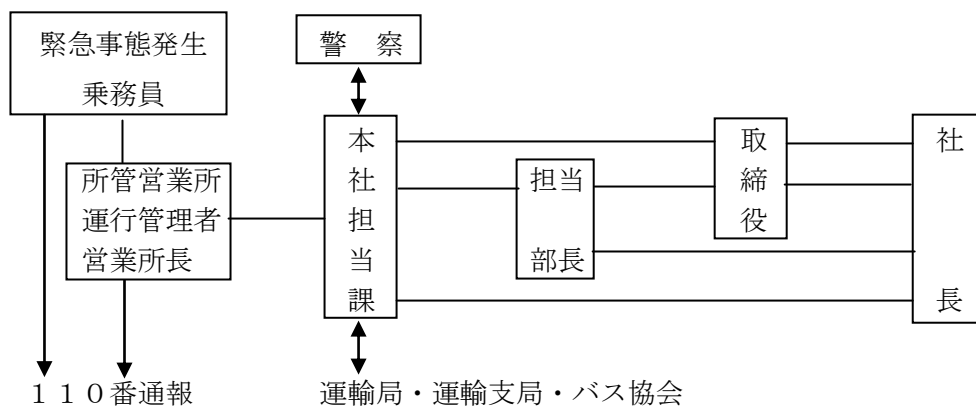 緊急事態発生
乗務員
警　察
所管営業所
運行管理者
営業所長
本社担当課
担当
部長
取締役
社長
１１０番通報
運輸局・運輸支局・バス協会